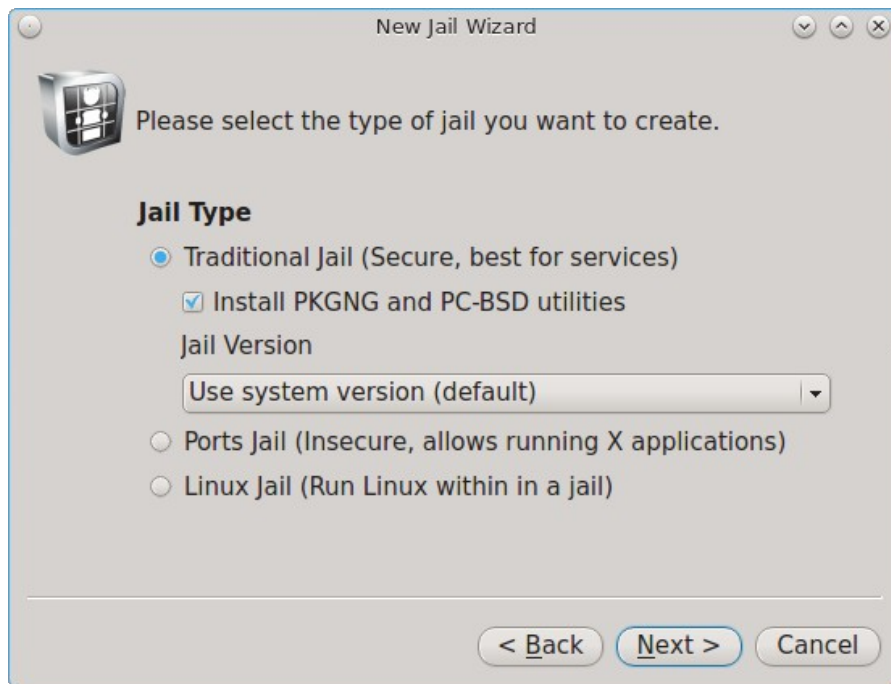 New Jail Wizard
Please select the type of jail you want to create.
Jail Type
Traditional Jail (Secure, best for services)
Install PKGNG and PC-BSD utilities
Jail Version
Use system version (default)
Ports Jail (Insecure, allows running X applications)
Linux Jail (Run Linux within in a jail)
< Back Next > Cancel